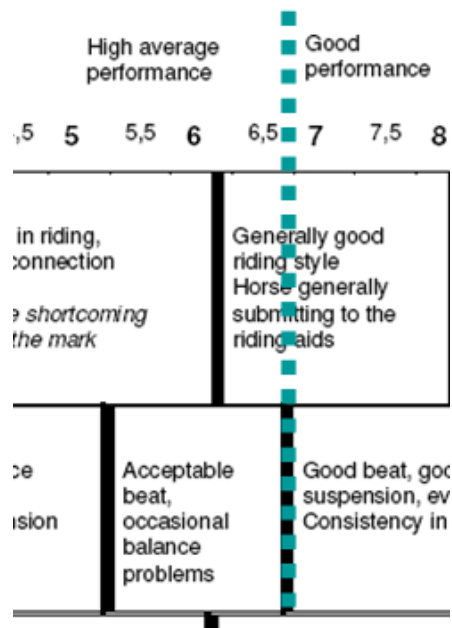 High average
performance
Good
performance
,5 5 5,5 6 6,5 7 7,5 8
in riding,
connection
shortcoming
the mark
Generally good
riding style
Horse generally
submitting to the
riding aids
Acceptable
beat,
occasional
balance
problems
Good beat,
suspension,
Consistency in